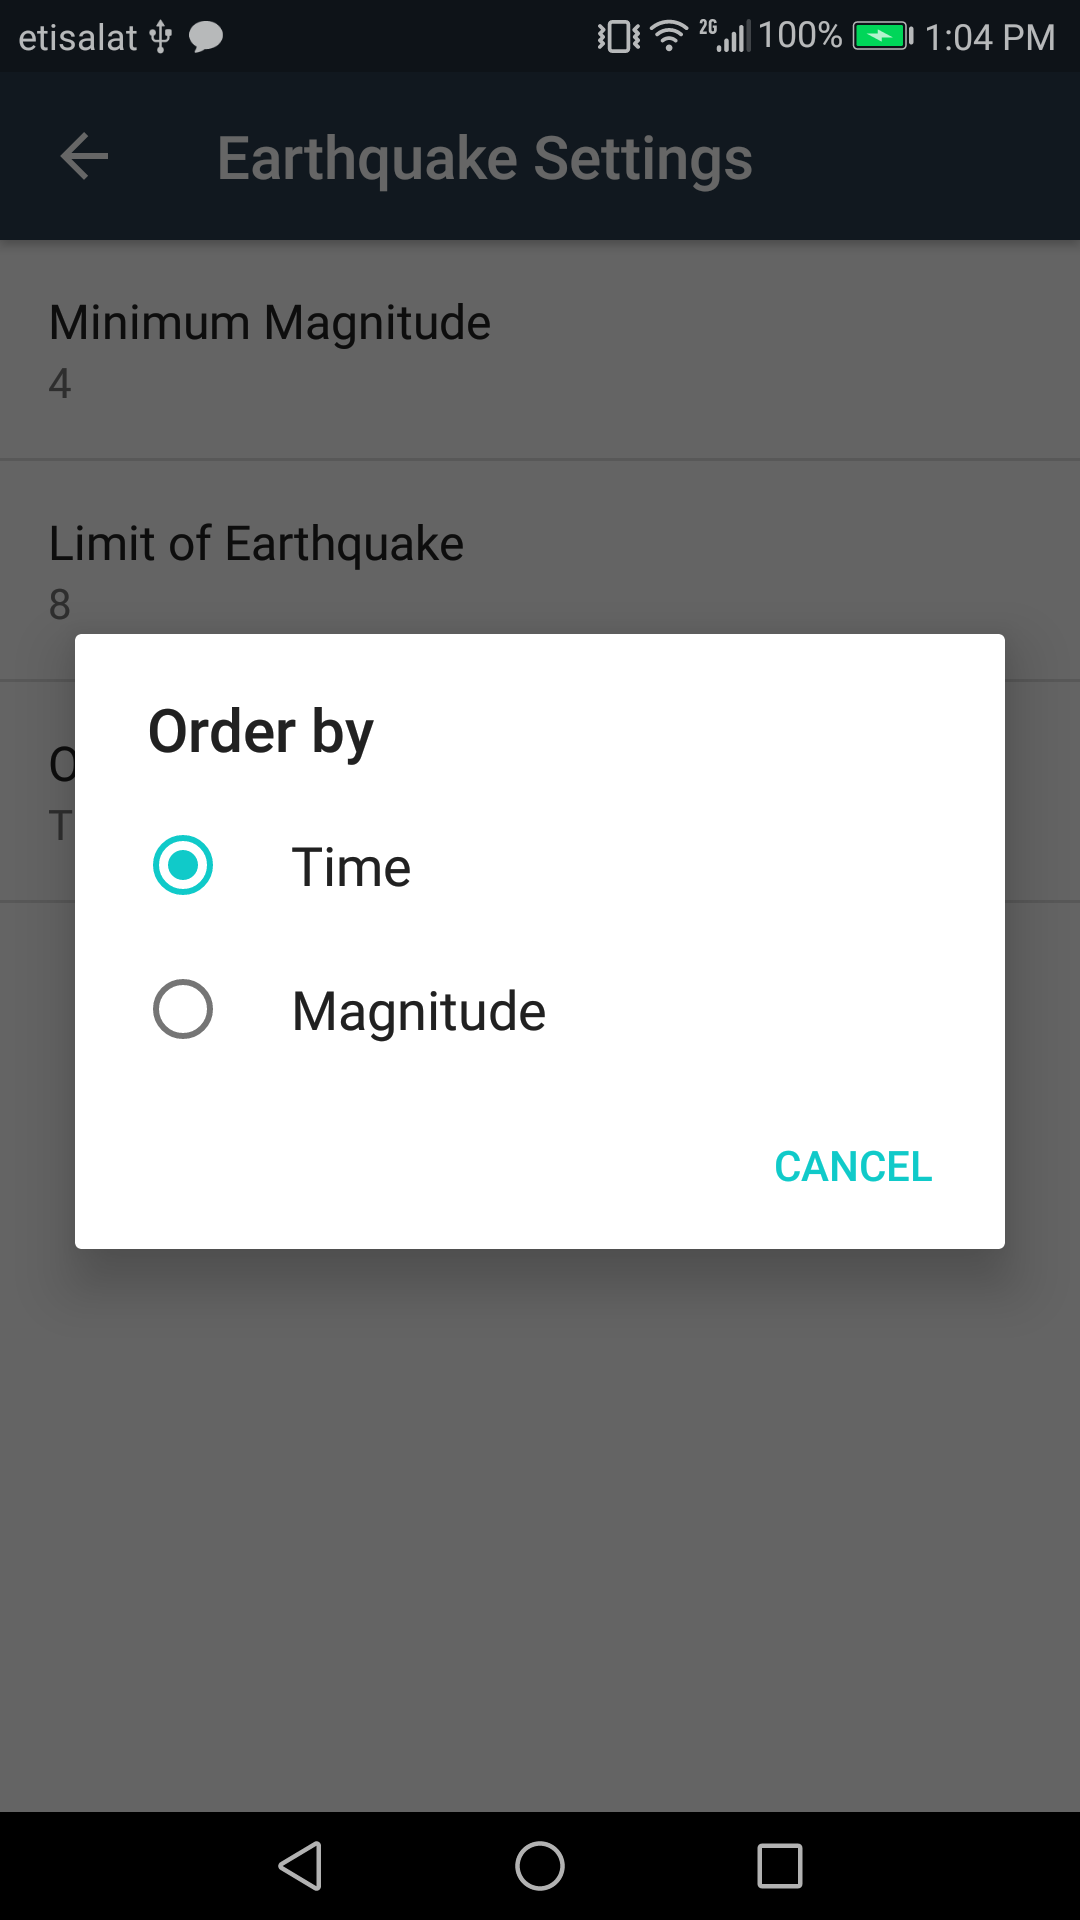 etisalat 2G 100% 1:04 PM
Earthquake Settings
Minimum Magnitude
4
Limit of Earthquake
8
O
T
Order by
Time
Magnitude
CANCEL